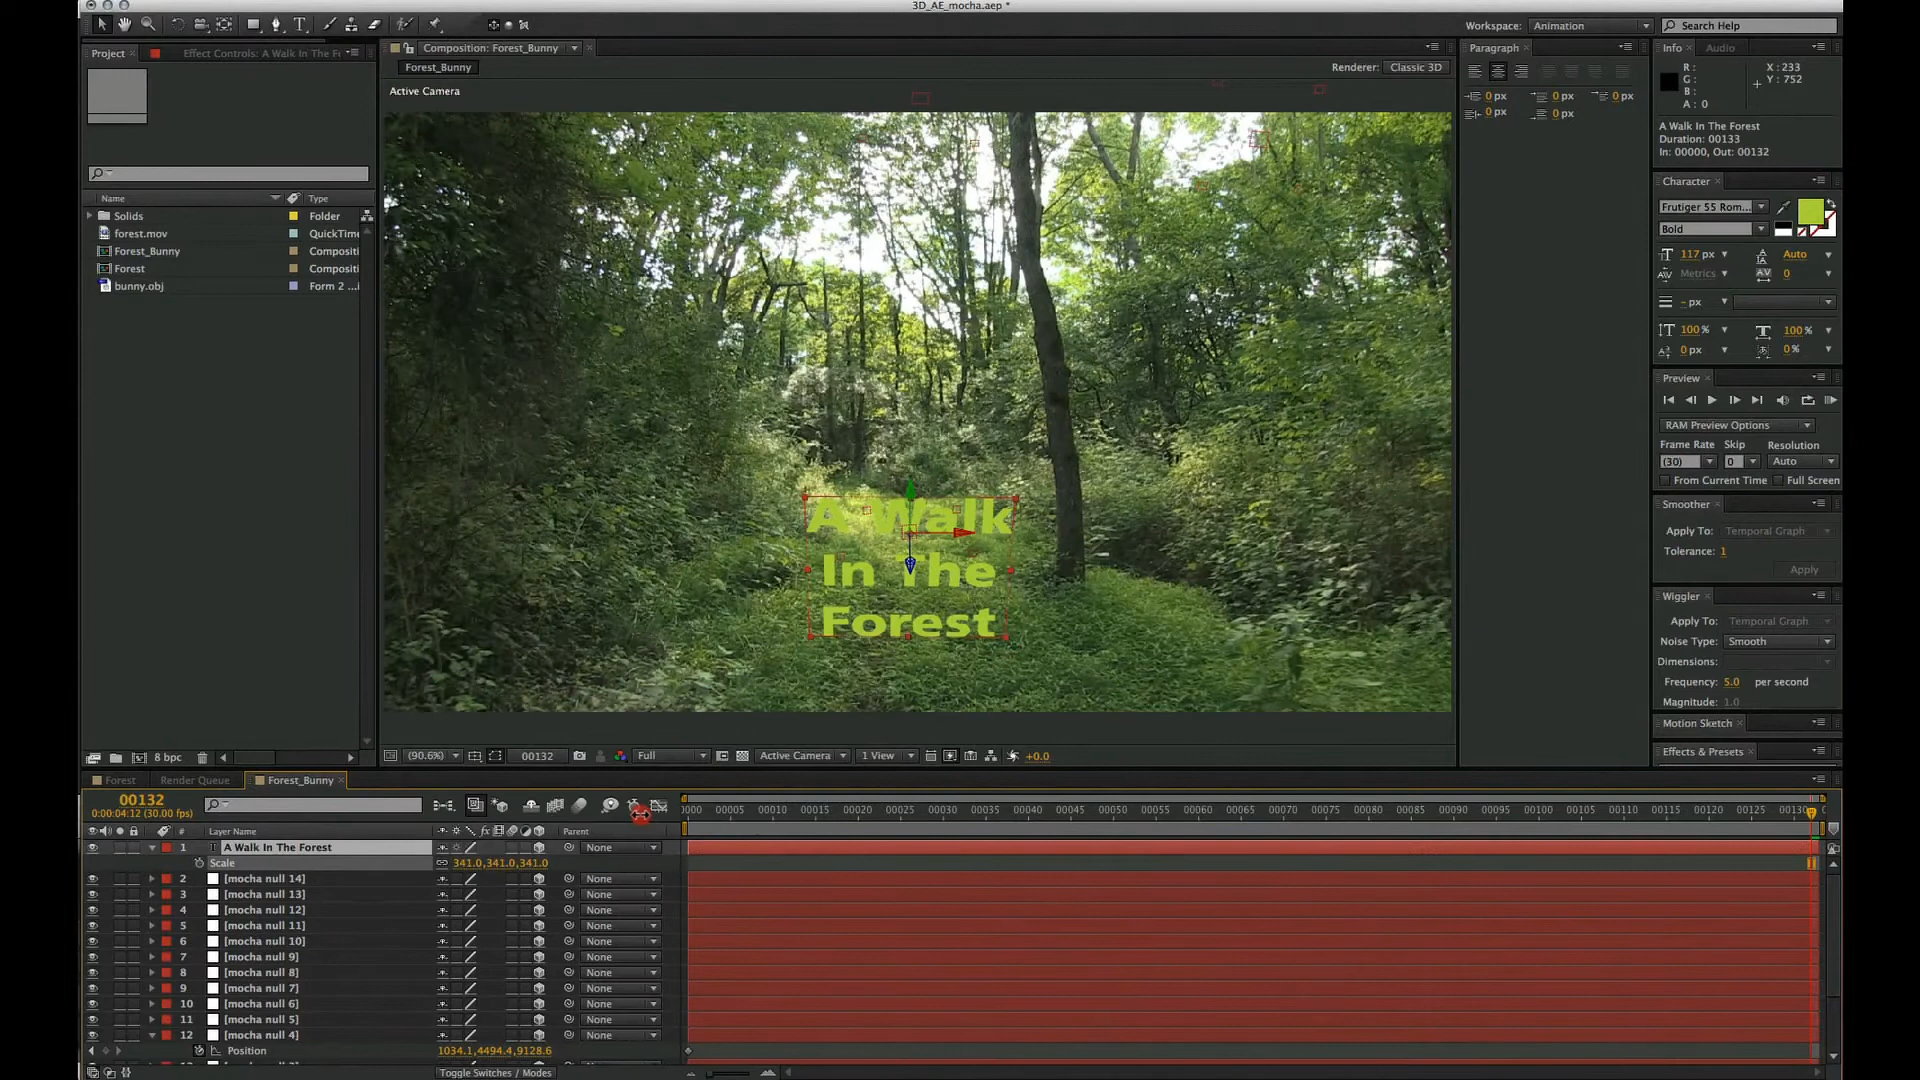 3D_AE_mocha.aep *
Workspace: Animation
Search Help
Project
Effect Controls: A Walk In The Fr
Composition: Forest_Bunny
Paragraph
Info
Audio
Forest_Bunny
Renderer: Classic 3D
Active Camera
R :
G :
B :
A : 0
X : 233
Y : 752
0 px 0 px 0 px
0 px 0 px
A Walk In The Forest
Duration: 00133
In: 00000, Out: 00132
Name Type
Solids Folder
forest.mov QuickTime
Forest_Bunny Compositi
Forest Compositi
bunny.obj Form 2 ...i
Character
Frutiger 55 Rom...
Bold
117 px Auto
Metrics 0
- px
100 % 100 %
0 px 0 %
Preview
RAM Preview Options
Frame Rate Skip Resolution
(30) 0 Auto
From Current Time Full Screen
Smoother
Apply To: Temporal Graph
Tolerance: 1
Apply
Wiggler
Apply To: Temporal Graph
Noise Type: Smooth
Dimensions:
Frequency: 5.0 per second
Magnitude: 1.0
Motion Sketch
Effects & Presets
A Walk
In The
Forest
8 bpc
(90.6%) 00132 Full Active Camera 1 View +0.0
Forest Render Queue Forest_Bunny
00132
0:00:04:12 (30.00 fps)
000 00005 00010 00015 00020 00025 00030 00035 00040 00045 00050 00055 00060 00065 00070 00075 00080 00085 00090 00095 00100 00105 00110 00115 00120 00125 00130
# Layer Name Parent
1 A Walk In The Forest None
Scale 341.0,341.0,341.0
2 [mocha null 14] None
3 [mocha null 13] None
4 [mocha null 12] None
5 [mocha null 11] None
6 [mocha null 10] None
7 [mocha null 9] None
8 [mocha null 8] None
9 [mocha null 7] None
10 [mocha null 6] None
11 [mocha null 5] None
12 [mocha null 4] None
Position 1034.1,4494.4,9128.6
Toggle Switches / Modes